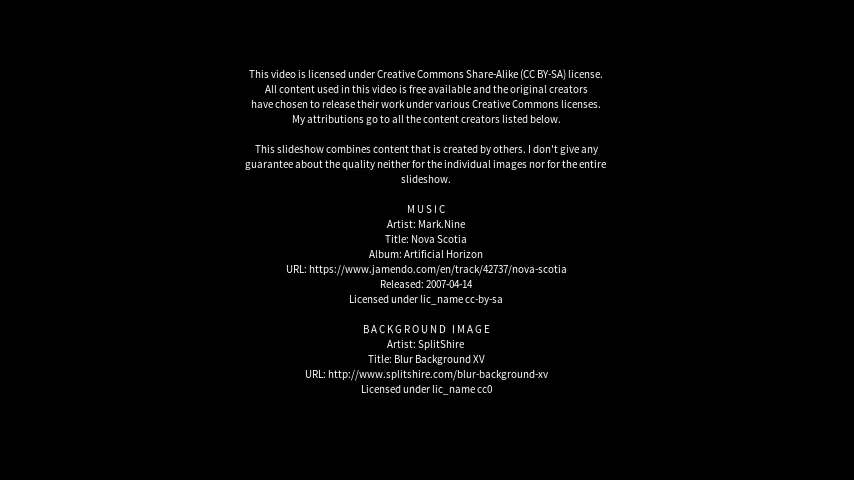 This video is licensed under Creative Commons Share-Alike (CC BY-SA) license.
All content used in this video is free available and the original creators
have chosen to release their work under various Creative Commons licenses.
My attributions go to all the content creators listed below.
This slideshow combines content that is created by others. I don't give any
guarantee about the quality neither for the individual images nor for the entire
slideshow.
MUSIC
Artist: Mark.Nine
Title: Nova Scotia
Album: Artificial Horizon
URL: https://www.jamendo.com/en/track/42737/nova-scotia
Released: 2007-04-14
Licensed under lic_name cc-by-sa
BACKGROUND IMAGE
Artist: SplitShire
Title: Blur Background XV
URL: http://www.splitshire.com/blur-background-xv
Licensed under lic_name cc0